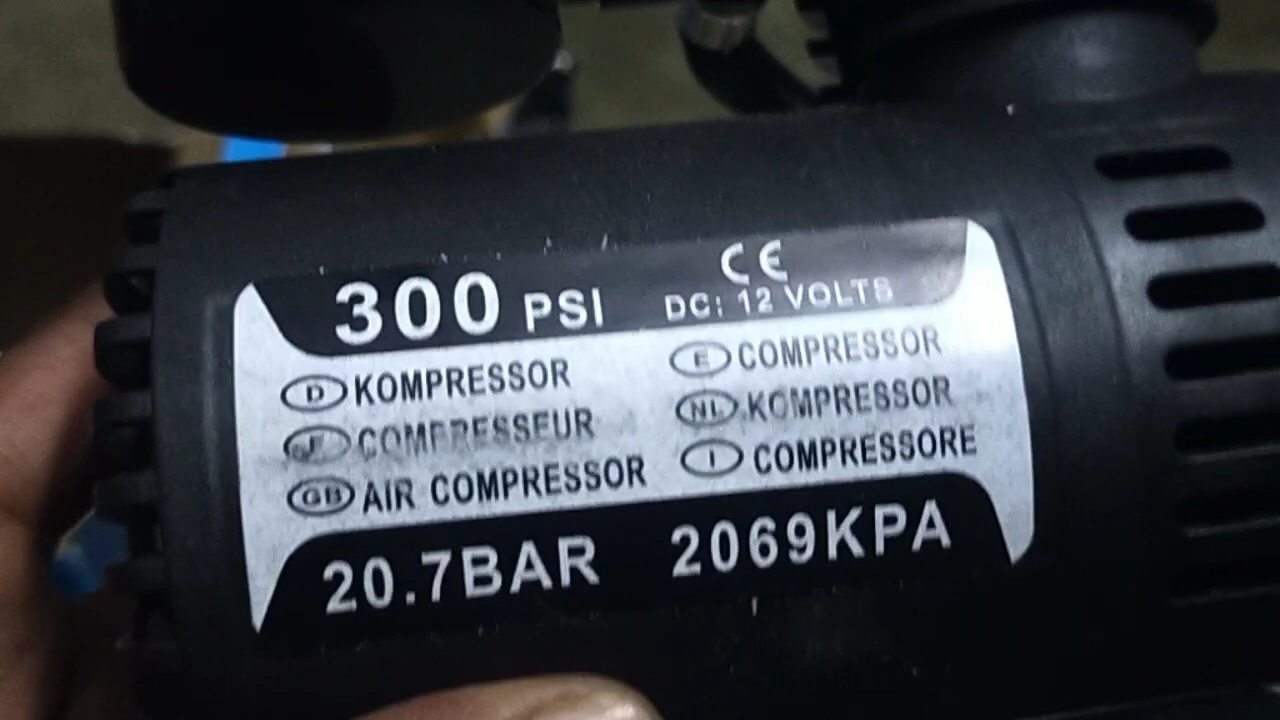 300 PSI
CE
DC: 12 VOLTS
D KOMPRESSOR
E COMPRESSOR
F COMPRESSEUR
NL KOMPRESSOR
GB AIR COMPRESSOR
I COMPRESSORE
20.7BAR 2069KPA